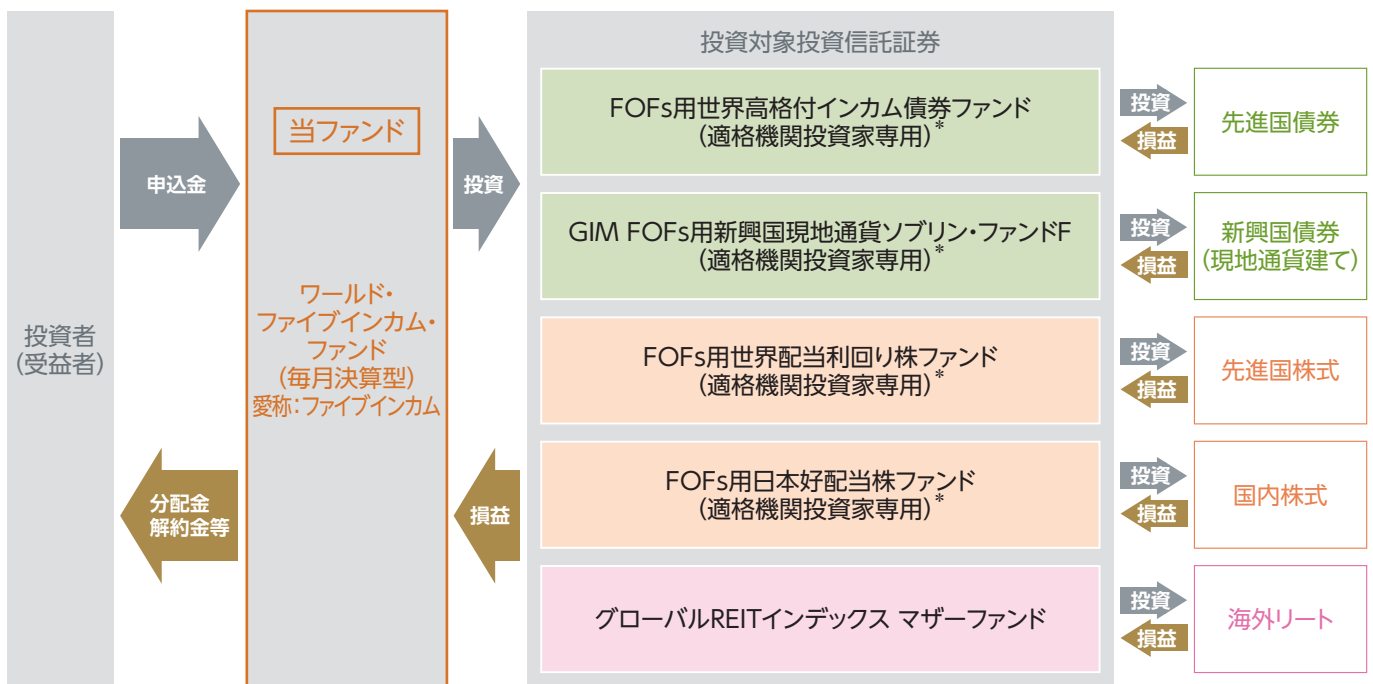 投資者
(受益者)
申込金
分配金
解約金等
当ファンド
ワールド・
ファイブインカム・
ファンド
(毎月決算型)
愛称：ファイブインカム
投資
損益
投資対象投資信託証券
FOFs用世界高格付インカム債券ファンド
(適格機関投資家専用)*
投資
損益
先進国債券
GIM FOFs用新興国現地通貨ソブリン・ファンドF
(適格機関投資家専用)*
投資
損益
新興国債券
(現地通貨建て)
FOFs用世界配当利回り株ファンド
(適格機関投資家専用)*
投資
損益
先進国株式
FOFs用日本好配当株ファンド
(適格機関投資家専用)*
投資
損益
国内株式
グローバルREITインデックス マザーファンド
投資
損益
海外リート